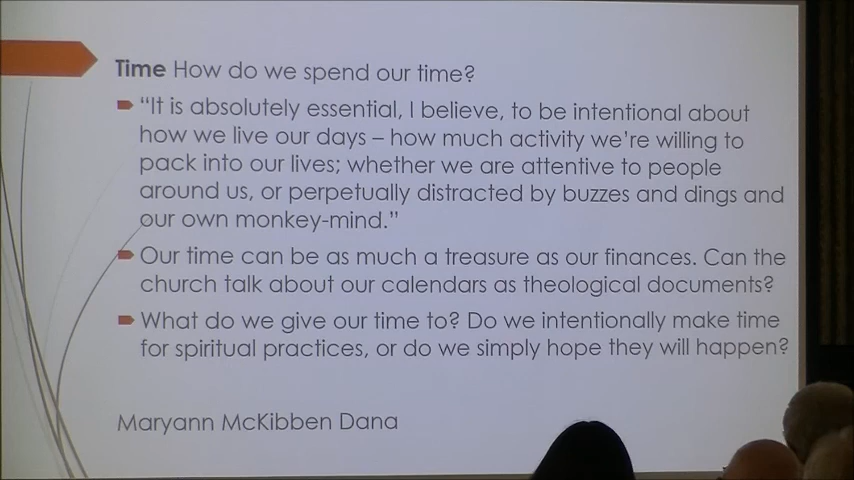 Time How do we spend our time?
“It is absolutely essential, I believe, to be intentional about
how we live our days – how much activity we’re willing to
pack into our lives; whether we are attentive to people
around us, or perpetually distracted by buzzes and dings and
our own monkey-mind.”
Our time can be as much a treasure as our finances. Can the
church talk about our calendars as theological documents?
What do we give our time to? Do we intentionally make time
for spiritual practices, or do we simply hope they will happen?
Maryann McKibben Dana